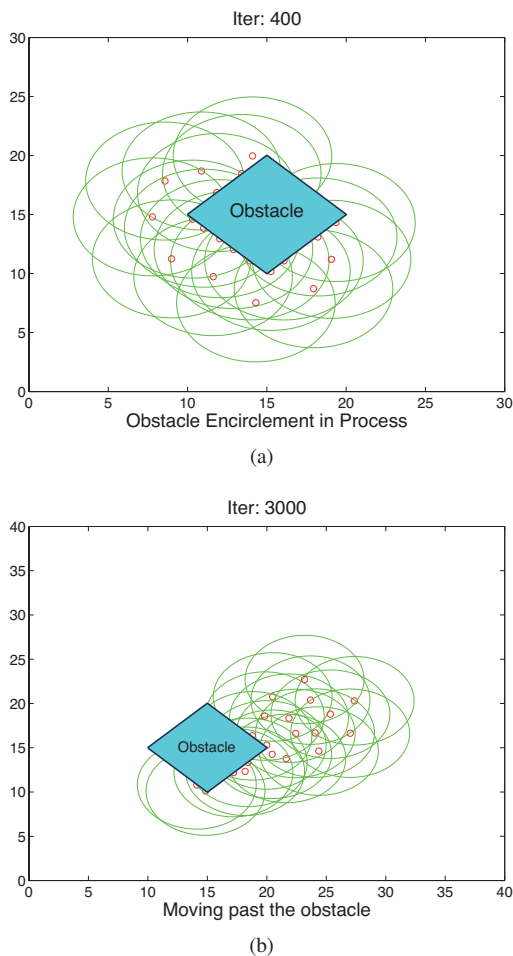 Iter: 400
30
25
20
15
10
5
0
Obstacle
0 5 10 15 20 25 30
Obstacle Encirclement in Process
(a)
Iter: 3000
40
35
30
25
20
15
10
5
0
Obstacle
0 5 10 15 20 25 30 35 40
Moving past the obstacle
(b)